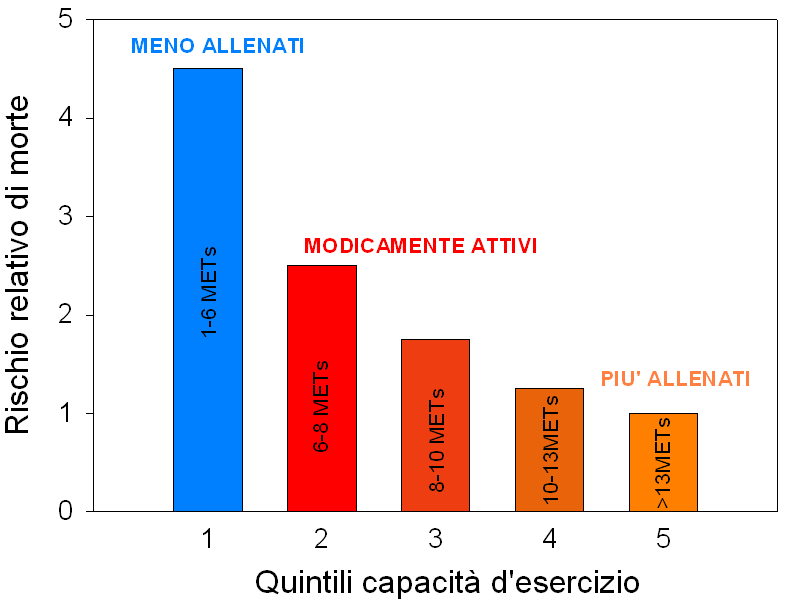 5
MENO ALLENATI
4
3
MODICAMENTE ATTIVI
2
PIU' ALLENATI
1
0
1-6 METs
6-8 METs
8-10 METs
10-13METs
>13METs
1 2 3 4 5
Quintili capacità d'esercizio
Rischio relativo di morte